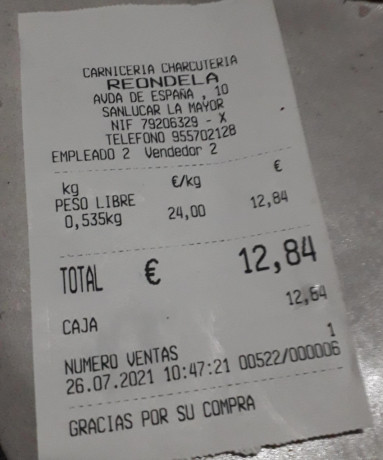 CARNICERIA CHARCUTERIA
REONDELA
AVDA DE ESPAÑA , 10
SANLUCAR LA MAYOR
NIF 79206329 - X
TELEFONO 955702128
EMPLEADO 2 Vendedor 2
kg €/kg €
PESO LIBRE
0,535kg 24,00 12,84
TOTAL € 12,84
CAJA 12,84
NUMERO VENTAS 1
26.07.2021 10:47:21 00522/000006
GRACIAS POR SU COMPRA